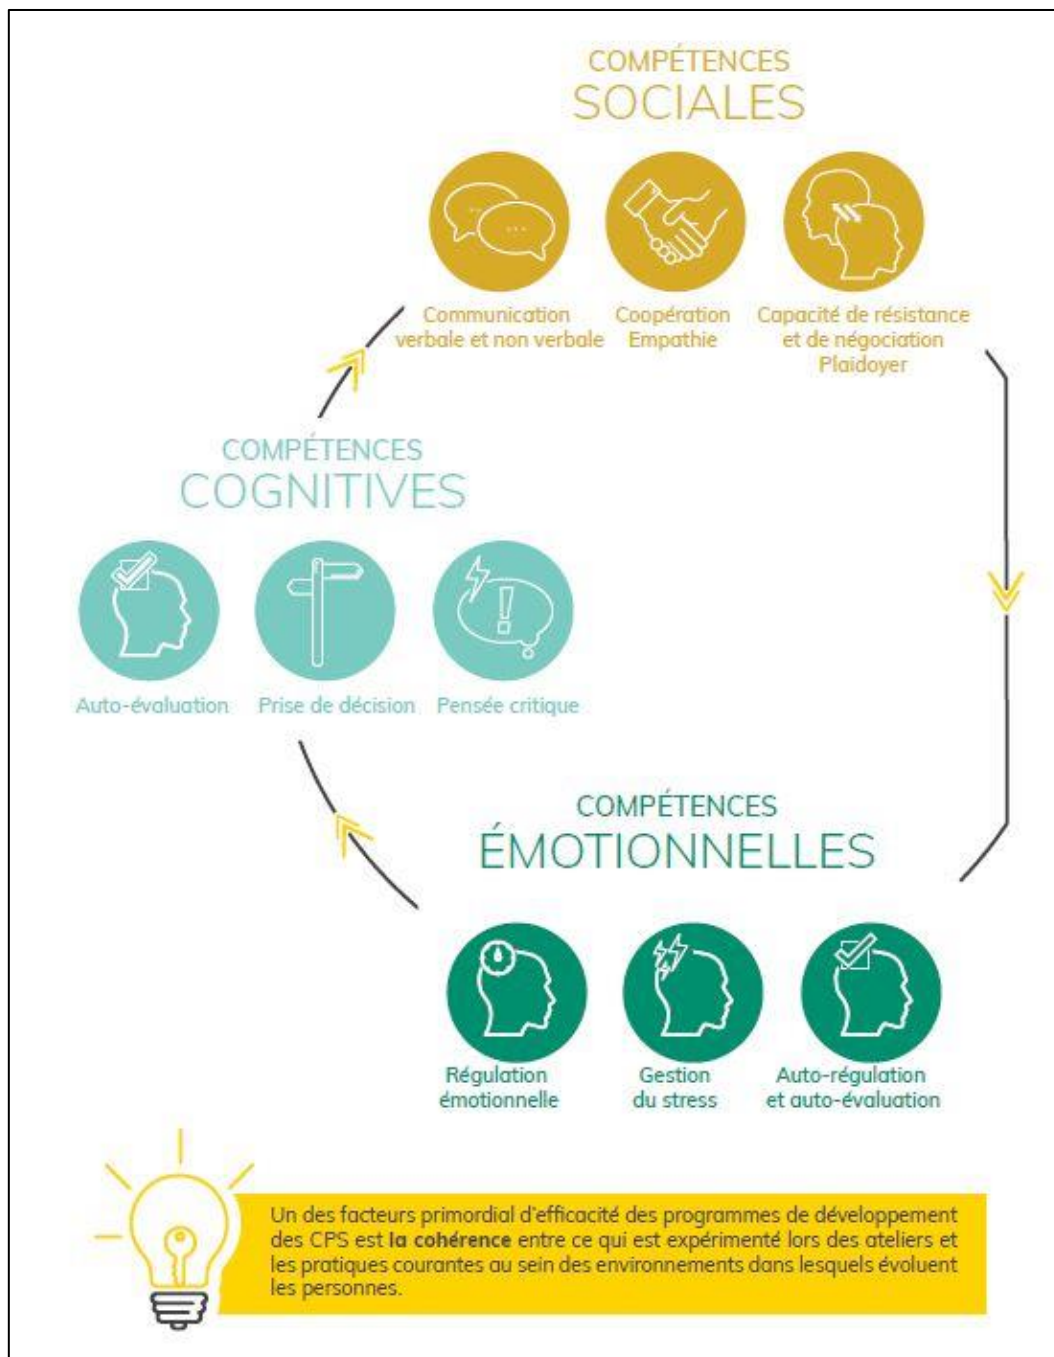 COMPÉTENCES
SOCIALES
Communication
verbale et non verbale
Coopération
Empathie
Capacité de résistance
et de négociation
Plaidoyer
COMPÉTENCES
COGNITIVES
Auto-évaluation
Prise de décision
Pensée critique
COMPÉTENCES
ÉMOTIONNELLES
Régulation
émotionnelle
Gestion
du stress
Auto-régulation
et auto-évaluation
Un des facteurs primordial d'efficacité des programmes de développement
des CPS est la cohérence entre ce qui est expérimenté lors des ateliers et
les pratiques courantes au sein des environnements dans lesquels évoluent
les personnes.